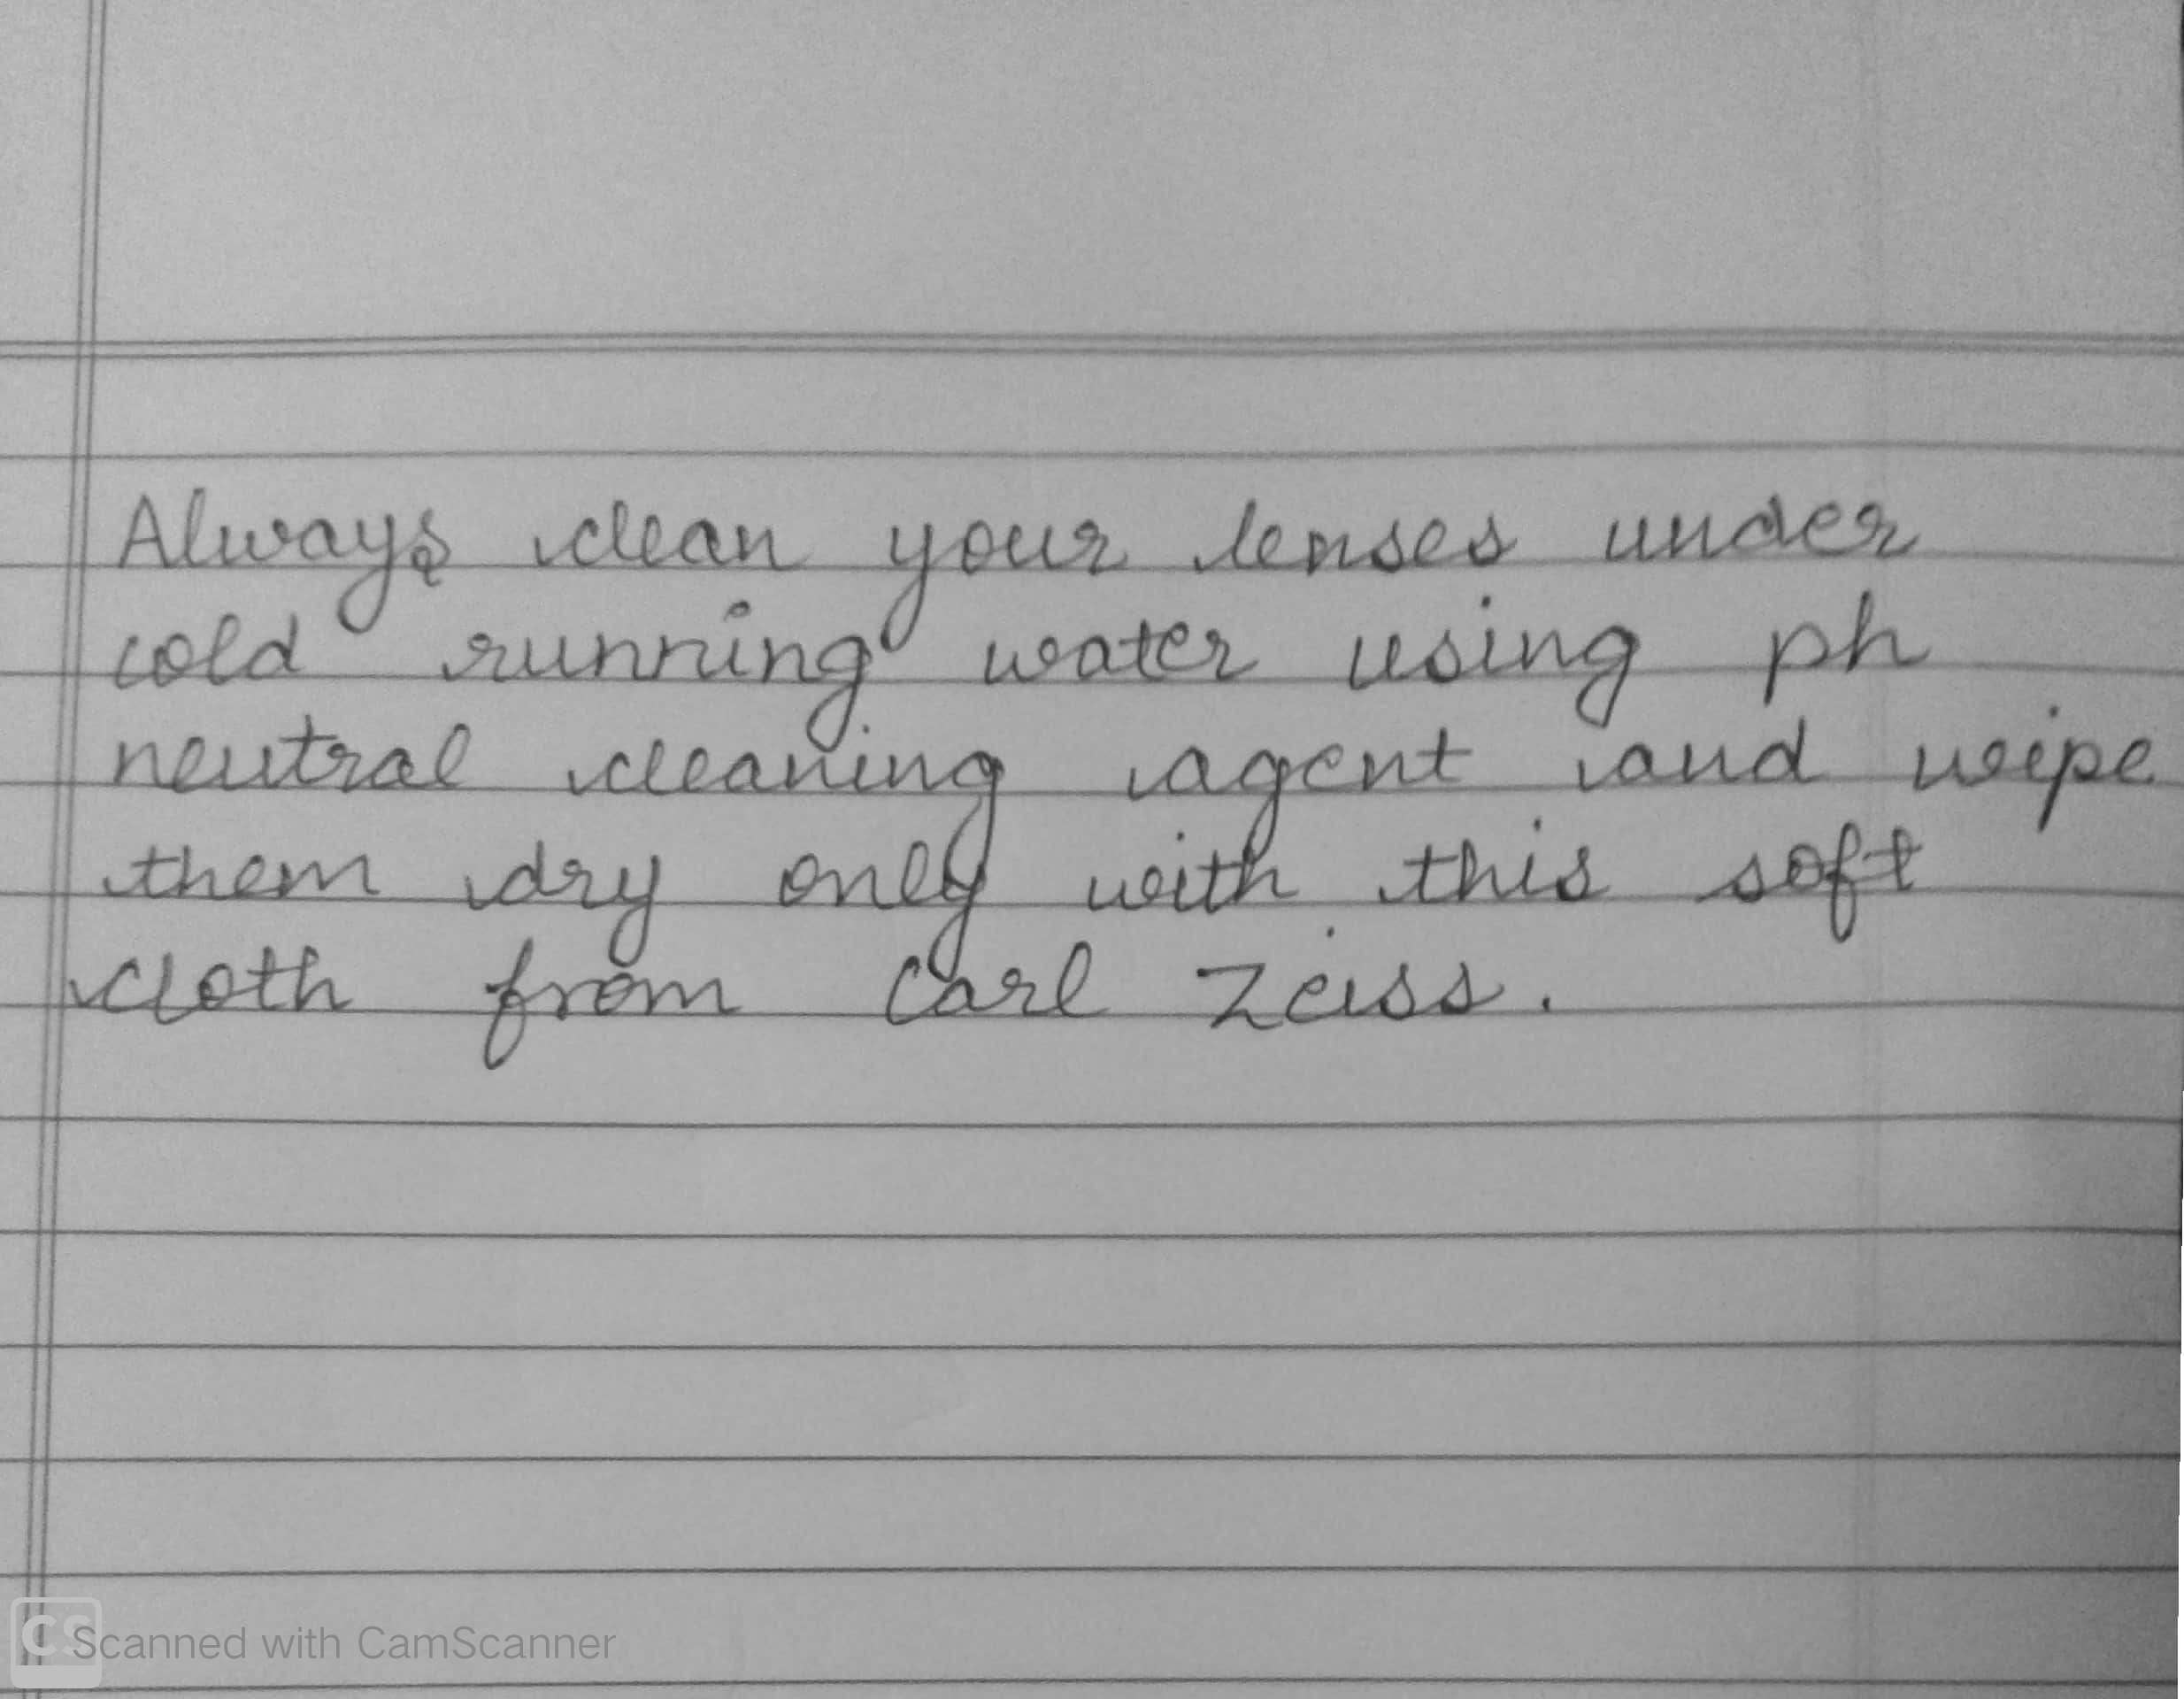 Always clean your lenses under
cold running water using ph
neutral cleaning agent and wipe
them dry only with this soft
cloth from Carl Zeiss.
CS Scanned with CamScanner